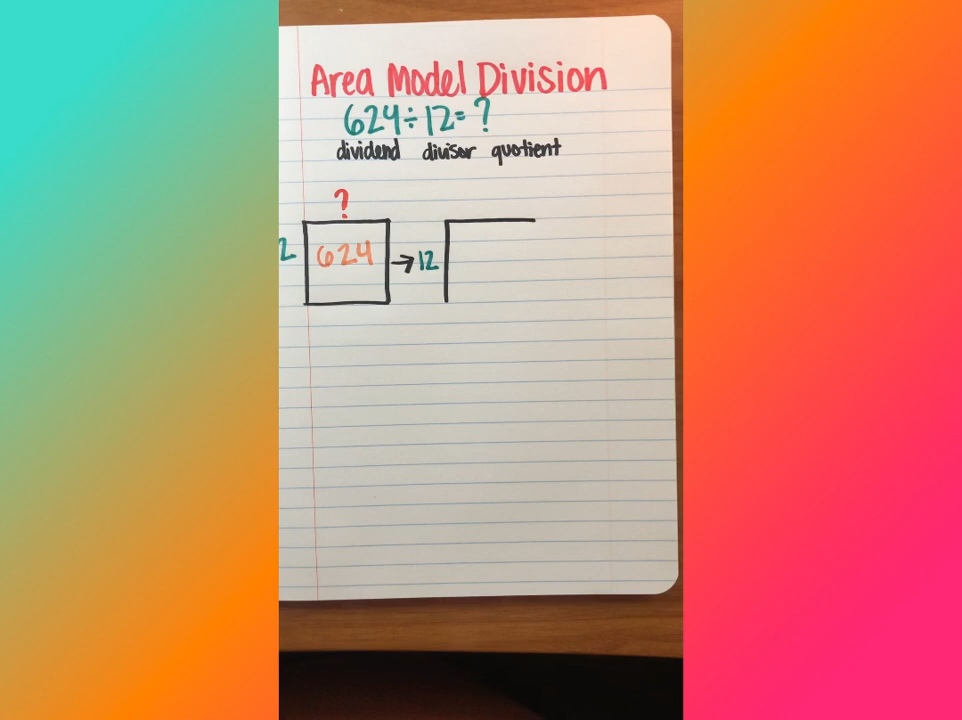 Area Model Division
624÷12=?
dividend divisor quotient
?
2 624 → 12